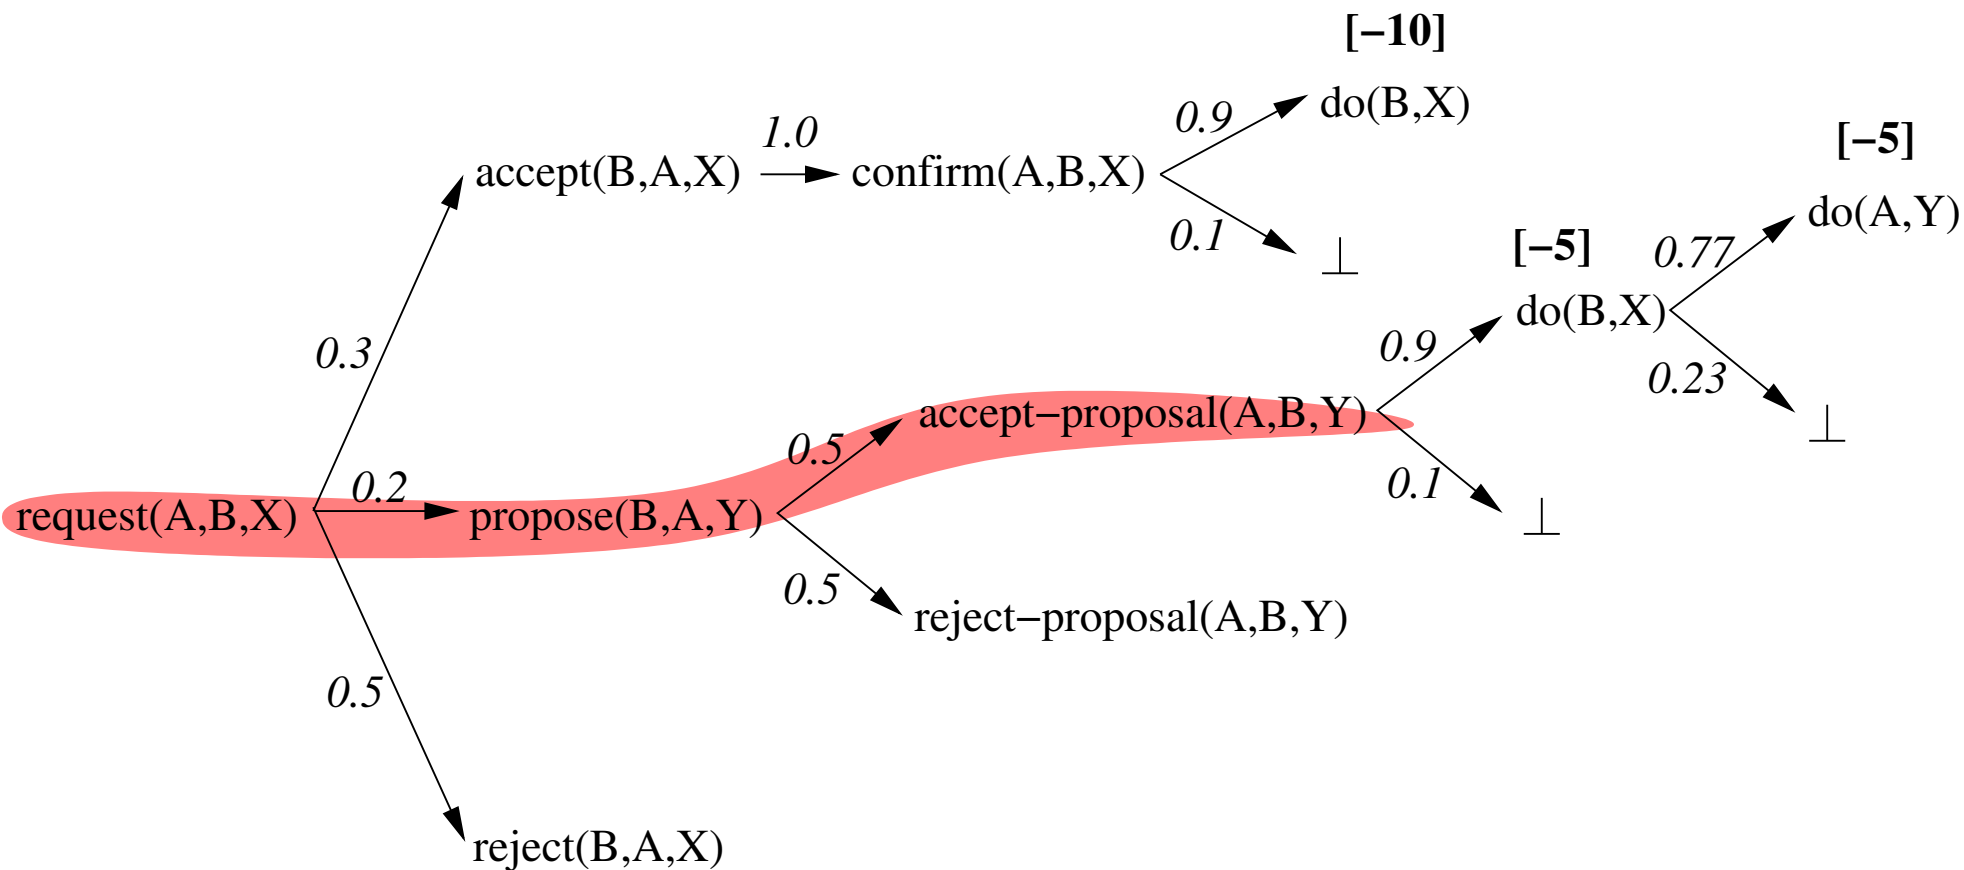 [−10]
do(B,X)
0.9
1.0
accept(B,A,X)
confirm(A,B,X)
0.1
⊥
[−5]
do(A,Y)
0.77
[−5]
do(B,X)
0.23
⊥
0.9
0.3
accept−proposal(A,B,Y)
0.5
0.1
⊥
0.2
request(A,B,X)
propose(B,A,Y)
0.5
reject−proposal(A,B,Y)
0.5
reject(B,A,X)